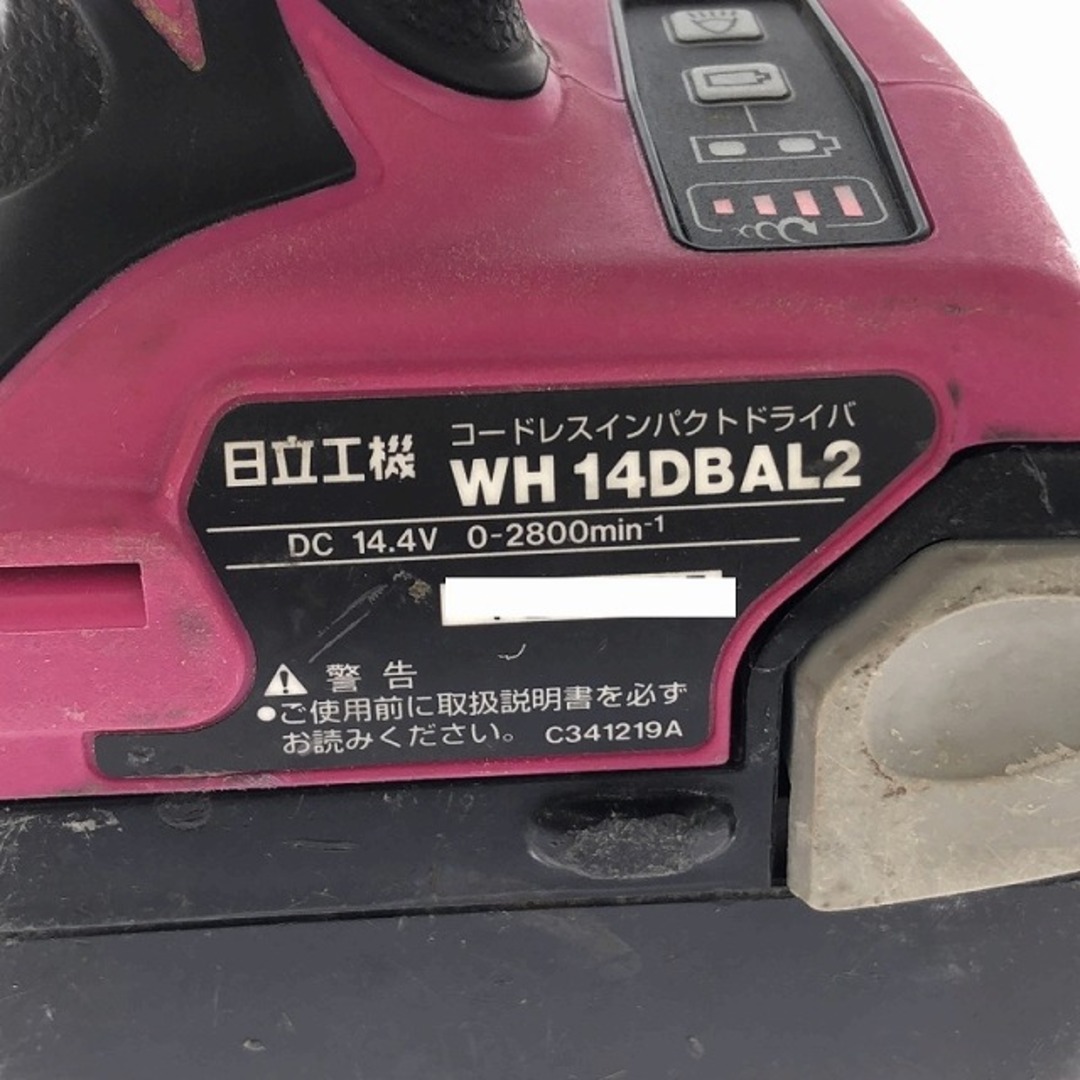 日立工機
コードレスインパクトドライバ
WH 14DBAL2
DC 14.4V 0-2800min⁻¹
⚠ 警告
●ご使用前に取扱説明書を必ず
お読みください。 C341219A